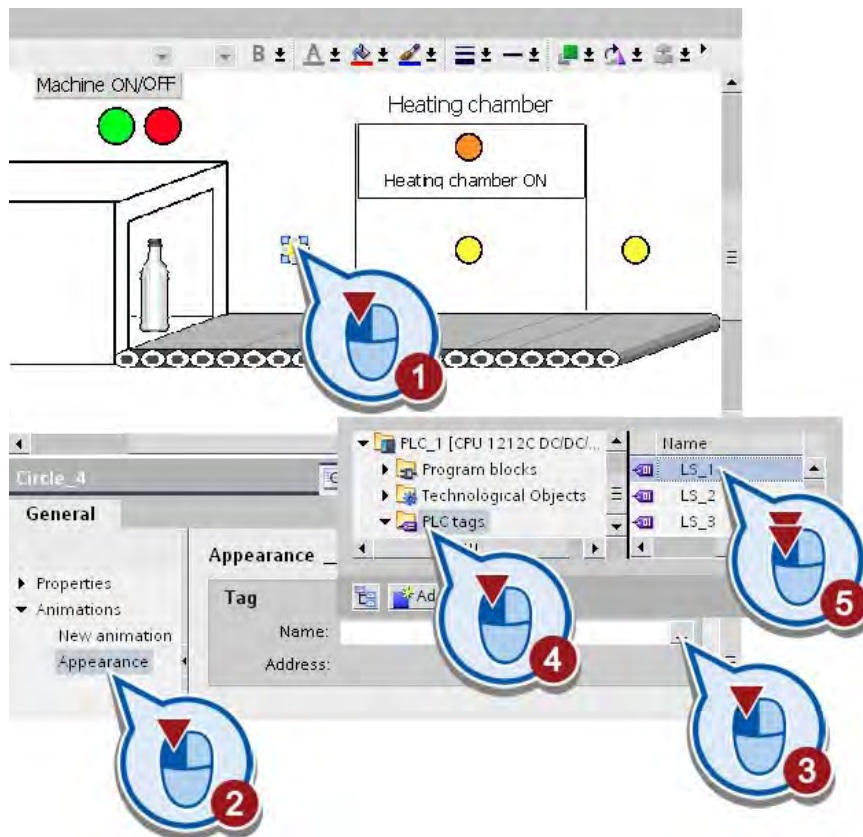 B A
Machine ON/OFF
Heating chamber
Heating chamber ON
1
PLC_1 [CPU 1212C DC/DC/...
Program blocks
Technological Objects
PLC tags
Name
LS_1
LS_2
LS_3
5
Circle_4
General
Properties
Animations
New animation
Appearance
Appearance
Tag
Ad
Name:
...
Address:
4
2
3